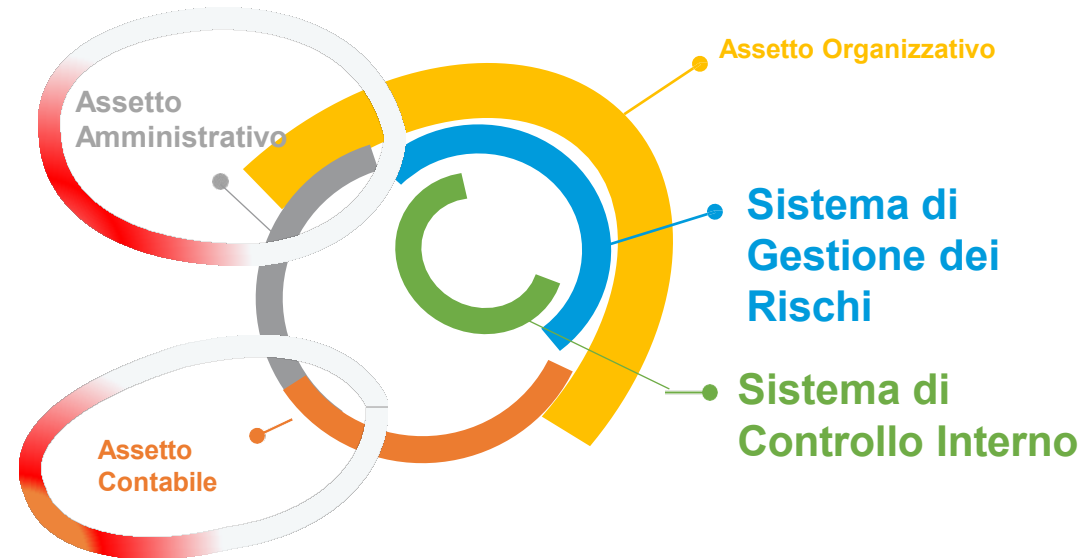 Assetto Organizzativo
Assetto
Amministrativo
Sistema di
Gestione dei
Rischi
Sistema di
Controllo Interno
Assetto
Contabile